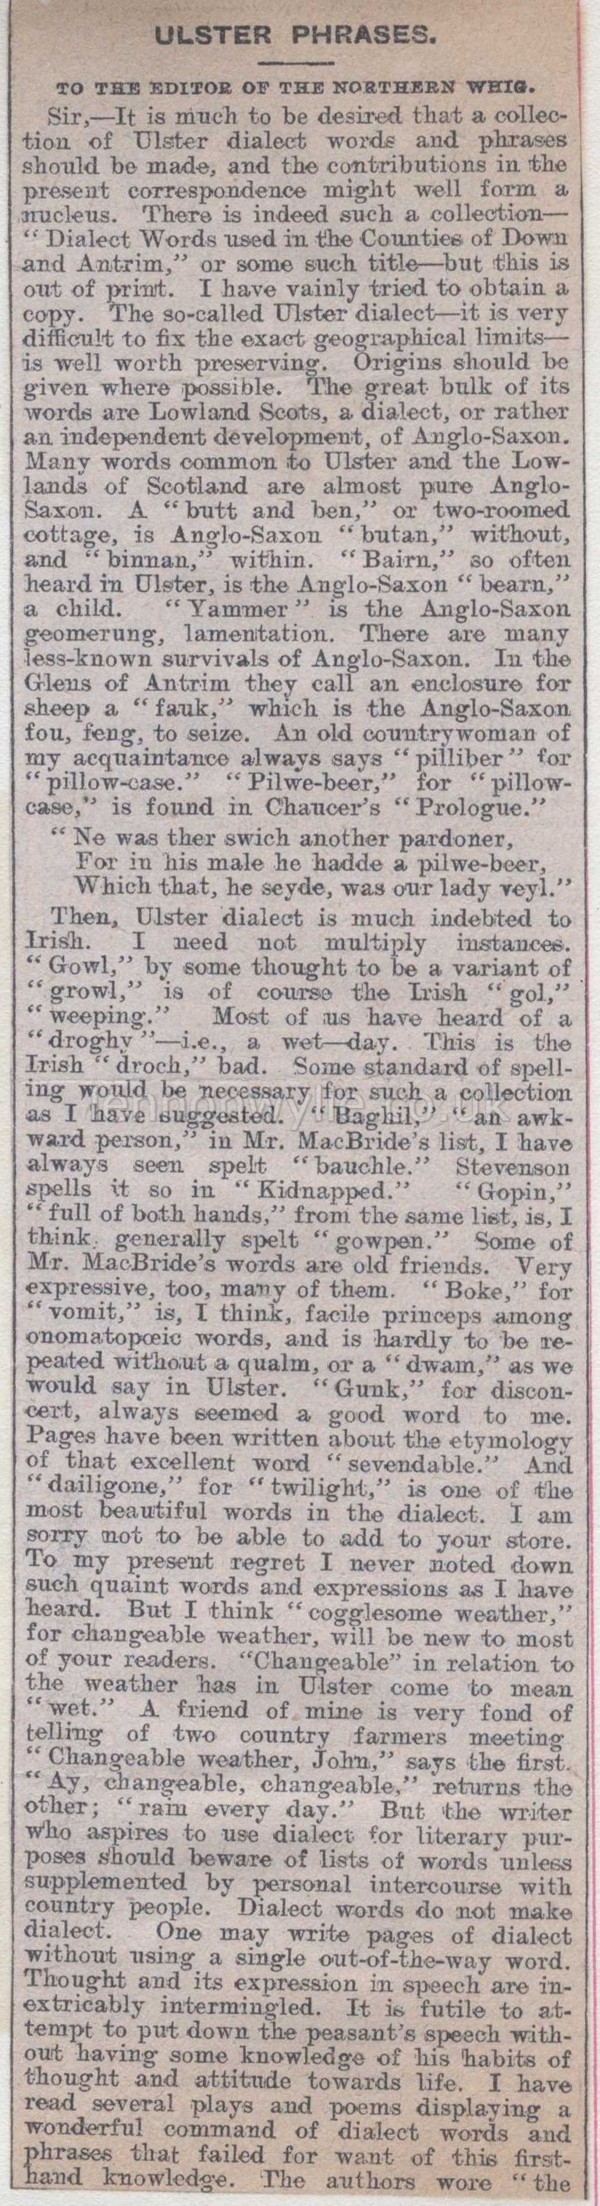 ULSTER PHRASES.
TO THE EDITOR OF THE NORTHERN WHIG.
Sir,—It is much to be desired that a collec-
tion of Ulster dialect words and phrases
should be made, and the contributions in the
present correspondence might well form a
nucleus. There is indeed such a collection—
"Dialect Words used in the Counties of Down
and Antrim," or some such title—but this is
out of print. I have vainly tried to obtain a
copy. The so-called Ulster dialect—it is very
difficult to fix the exact geographical limits—
is well worth preserving. Origins should be
given where possible. The great bulk of its
words are Lowland Scots, a dialect, or rather
an independent development, of Anglo-Saxon.
Many words common to Ulster and the Low-
lands of Scotland are almost pure Anglo-
Saxon. A "butt and ben," or two-roomed
cottage, is Anglo-Saxon "butan," without,
and "binnan," within. "Bairn," so often
heard in Ulster, is the Anglo-Saxon "bearn,"
a child. "Yammer" is the Anglo-Saxon
geomerung, lamentation. There are many
less-known survivals of Anglo-Saxon. In the
Glens of Antrim they call an enclosure for
sheep a "fauk," which is the Anglo-Saxon
fou, feng, to seize. An old countrywoman of
my acquaintance always says "pilliber" for
"pillow-case." "Pilwe-beer," for "pillow-
case," is found in Chaucer's "Prologue."
"Ne was ther swich another pardoner,
For in his male he hadde a pilwe-beer,
Which that, he seyde, was our lady veyl."
Then, Ulster dialect is much indebted to
Irish. I need not multiply instances.
"Gowl," by some thought to be a variant of
"growl," is of course the Irish "gol,"
"weeping." Most of us have heard of a
"droghy"—i.e., a wet—day. This is the
Irish "droch," bad. Some standard of spell-
ing would be necessary for such a collection
as I have suggested. "Baghil," "an awk-
ward person," in Mr. MacBride's list, I have
always seen spelt "bauchle." Stevenson
spells it so in "Kidnapped." "Gopin,"
"full of both hands," from the same list, is, I
think, generally spelt "gowpen." Some of
Mr. MacBride's words are old friends. Very
expressive, too, many of them. "Boke," for
"vomit," is, I think, facile princeps among
onomatopœic words, and is hardly to be re-
peated without a qualm, or a "dwam," as we
would say in Ulster. "Gunk," for discon-
cert, always seemed a good word to me.
Pages have been written about the etymology
of that excellent word "sevendable." And
"dailigone," for "twilight," is one of the
most beautiful words in the dialect. I am
sorry not to be able to add to your store.
To my present regret I never noted down
such quaint words and expressions as I have
heard. But I think "cogglesome weather,"
for changeable weather, will be new to most
of your readers. "Changeable" in relation to
the weather has in Ulster come to mean
"wet." A friend of mine is very fond of
telling of two country farmers meeting
"Changeable weather, John," says the first.
"Ay, changeable, changeable," returns the
other; "rain every day." But the writer
who aspires to use dialect for literary pur-
poses should beware of lists of words unless
supplemented by personal intercourse with
country people. Dialect words do not make
dialect. One may write pages of dialect
without using a single out-of-the-way word.
Thought and its expression in speech are in-
extricably intermingled. It is futile to at-
tempt to put down the peasant's speech with-
out having some knowledge of his habits of
thought and attitude towards life. I have
read several plays and poems displaying a
wonderful command of dialect words and
phrases that failed for want of this first-
hand knowledge. The authors wore "the